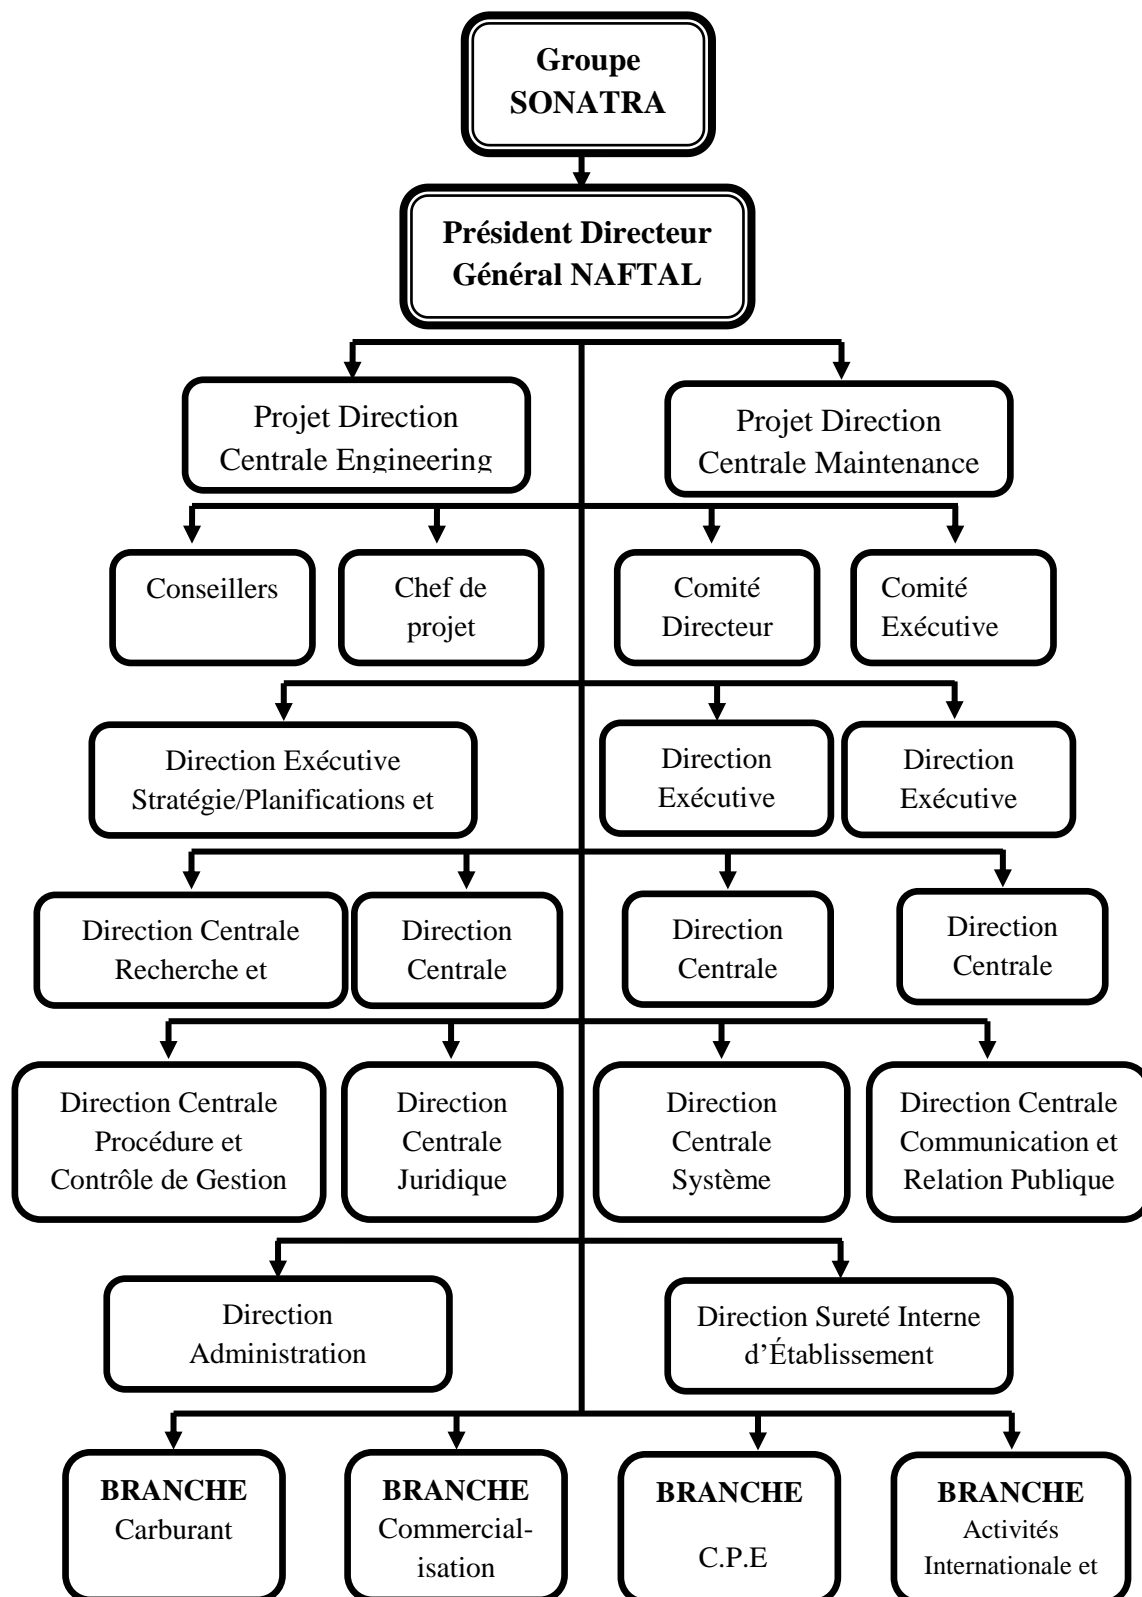 Groupe
SONATRA
Président Directeur
Général NAFTAL
Projet Direction
Centrale Engineering
Projet Direction
Centrale Maintenance
Conseillers
Chef de
projet
Comité
Directeur
Comité
Exécutive
Direction Exécutive
Stratégie/Planifications et
Direction
Exécutive
Direction
Exécutive
Direction Centrale
Recherche et
Direction
Centrale
Direction
Centrale
Direction
Centrale
Direction Centrale
Procédure et
Contrôle de Gestion
Direction
Centrale
Juridique
Direction
Centrale
Système
Direction Centrale
Communication et
Relation Publique
Direction
Administration
Direction Sureté Interne
d’Établissement
BRANCHE
Carburant
BRANCHE
Commercial-
isation
BRANCHE
C.P.E
BRANCHE
Activités
Internationale et